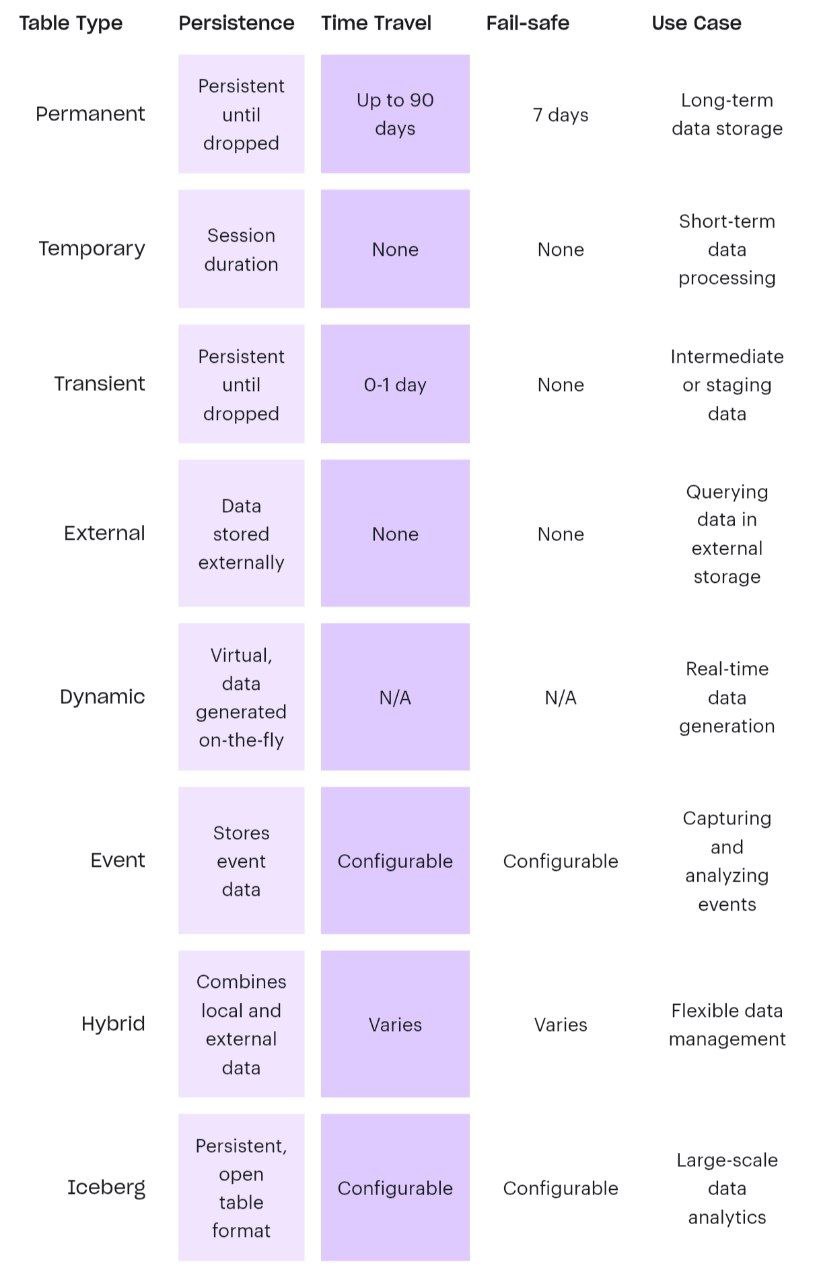 Table Type Persistence Time Travel Fail-safe Use Case
Permanent
Persistent
until
dropped
Up to 90
days
7 days
Long-term
data storage
Temporary
Session
duration
None
None
Short-term
data
processing
Transient
Persistent
until
dropped
0-1 day
None
Intermediate
or staging
data
External
Data
stored
externally
None
None
Querying
data in
external
storage
Dynamic
Virtual,
data
generated
on-the-fly
N/A
N/A
Real-time
data
generation
Event
Stores
event
data
Configurable
Configurable
Capturing
and
analyzing
events
Hybrid
Combines
local and
external
data
Varies
Varies
Flexible data
management
Iceberg
Persistent,
open
table
format
Configurable
Configurable
Large-scale
data
analytics